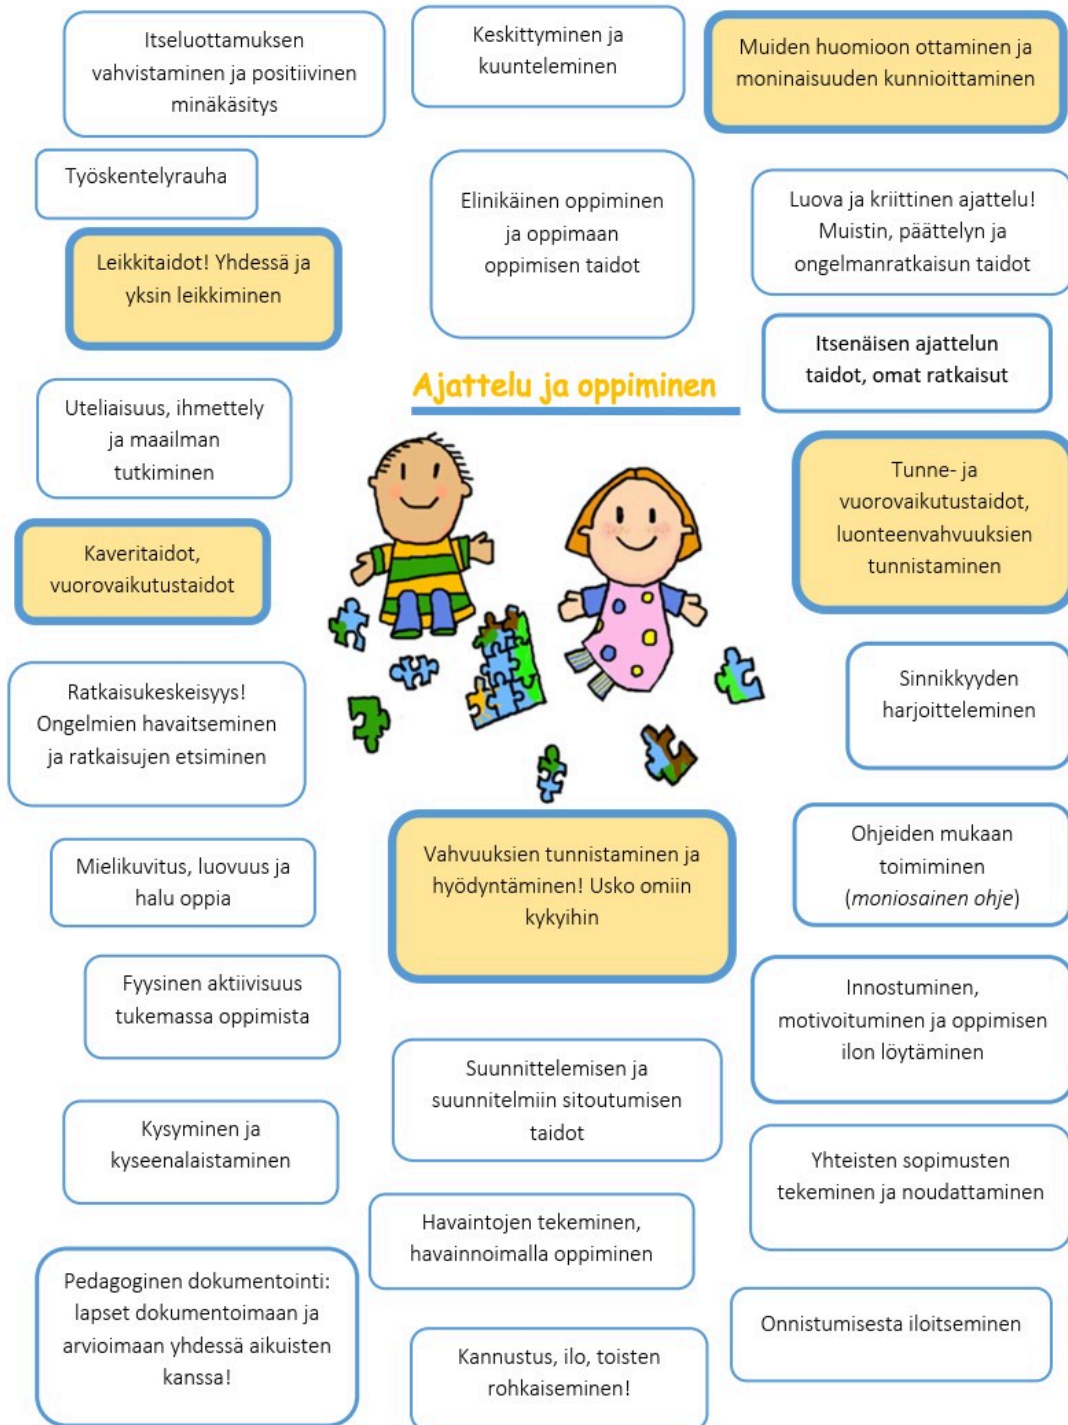 Itseluottamuksen
vahvistaminen ja positiivinen
minäkäsitys
Keskittyminen ja
kuunteleminen
Muiden huomioon ottaminen ja
moninaisuuden kunnioittaminen
Työskentelyrauha
Elinikäinen oppiminen
ja oppimaan
oppimisen taidot
Luova ja kriittinen ajattelu!
Muistin, päättelyn ja
ongelmanratkaisun taidot
Leikkitaidot! Yhdessä ja
yksin leikkiminen
Itsenäisen ajattelun
taidot, omat ratkaisut
Ajattelu ja oppiminen
Uteliaisuus, ihmettely
ja maailman
tutkiminen
Tunne- ja
vuorovaikutustaidot,
luonteenvahvuuksien
tunnistaminen
Kaveritaidot,
vuorovaikutustaidot
Ratkaisukeskeisyys!
Ongelmien havaitseminen
ja ratkaisujen etsiminen
Sinnikkyyden
harjoitteleminen
Vahvuuksien tunnistaminen ja
hyödyntäminen! Usko omiin
kykyihin
Ohjeiden mukaan
toimiminen
(moniosainen ohje)
Mielikuvitus, luovuus ja
halu oppia
Fyysinen aktiivisuus
tukemassa oppimista
Innostuminen,
motivoituminen ja oppimisen
ilon löytäminen
Suunnittelemisen ja
suunnitelmiin sitoutumisen
taidot
Kysyminen ja
kyseenalaistaminen
Yhteisten sopimusten
tekeminen ja noudattaminen
Havaintojen tekeminen,
havainnoimalla oppiminen
Pedagoginen dokumentointi:
lapset dokumentoimaan ja
arvioimaan yhdessä aikuisten
kanssa!
Onnistumisesta iloitseminen
Kannustus, ilo, toisten
rohkaiseminen!